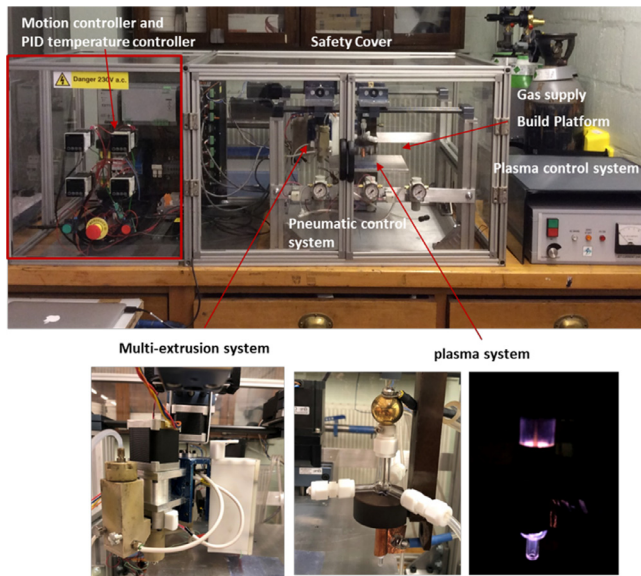 Motion controller and
PID temperature controller
Safety Cover
Danger 230V a.c.
Gas supply
Build Platform
Plasma control system
Pneumatic control
system
Multi-extrusion system
plasma system